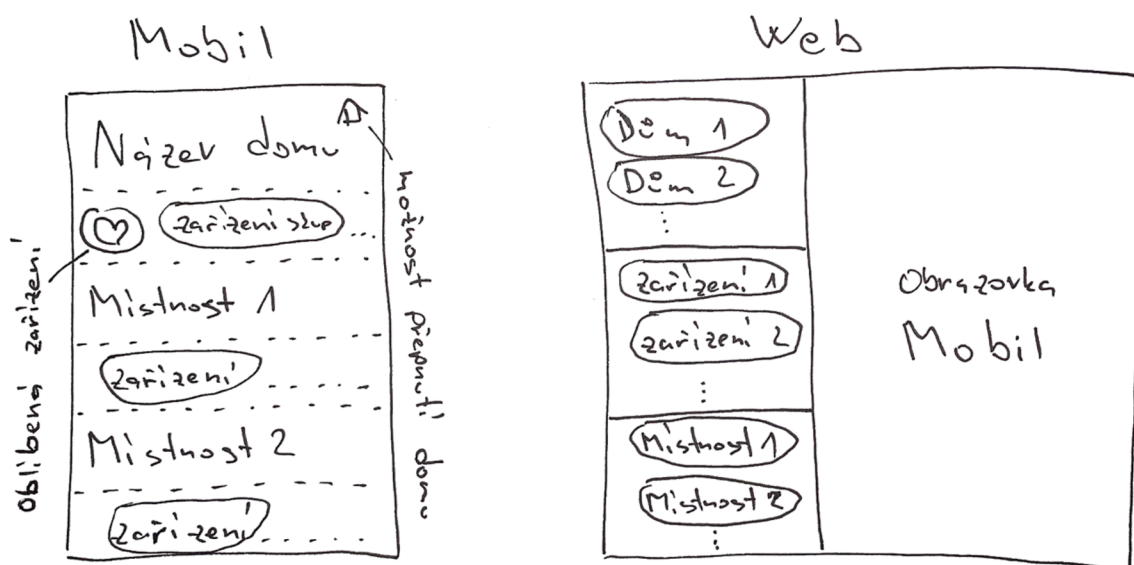 Mobil
Název domu
zařízení skup...
Místnost 1
zařízení
Místnost 2
zařízení
Oblíbená zařízení
možnost přepnutí domu
Web
Dům 1
Dům 2
zařízení 1
zařízení 2
Místnost 1
Místnost 2
Obrazovka
Mobil